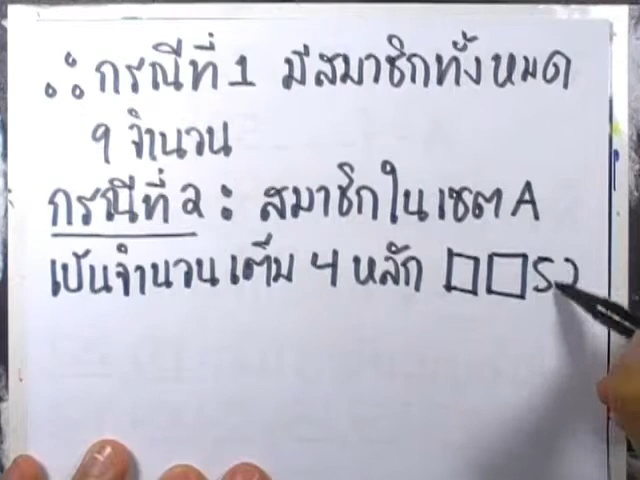 ∴ กรณีที่ 1 มีสมาชิกทั้งหมด
9 จำนวน
กรณีที่ 2 : สมาชิกในเซต A
เป็นจำนวนเต็ม 4 หลัก □□52